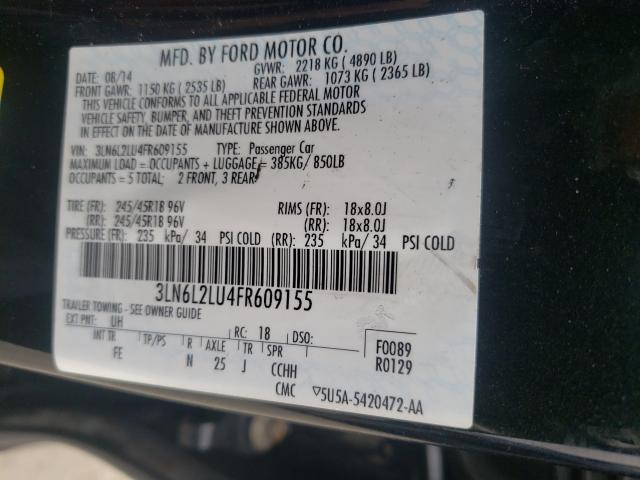 MFD. BY FORD MOTOR CO.
DATE: 08/14 GVWR: 2218 KG ( 4890 LB)
FRONT GAWR: 1150 KG ( 2535 LB) REAR GAWR: 1073 KG ( 2365 LB)
THIS VEHICLE CONFORMS TO ALL APPLICABLE FEDERAL MOTOR
VEHICLE SAFETY, BUMPER, AND THEFT PREVENTION STANDARDS
IN EFFECT ON THE DATE OF MANUFACTURE SHOWN ABOVE.
VIN: 3LN6L2LU4FR609155 TYPE: Passenger Car
MAXIMUM LOAD = OCCUPANTS + LUGGAGE = 385KG/ 850LB
OCCUPANTS = 5 TOTAL: 2 FRONT, 3 REAR
TIRE (FR): 245/45R18 96V RIMS (FR): 18x8.0J
(RR): 245/45R18 96V (RR): 18x8.0J
PRESSURE (FR): 235 kPa/ 34 PSI COLD (RR): 235 kPa/ 34 PSI COLD
3LN6L2LU4FR609155
TRAILER TOWING - SEE OWNER GUIDE
EXT PNT: UH RC: 18 DSO: F0089
INT TR TP/PS R AXLE TR SPR R0129
FE N 25 J CCHH
CMC ▽5U5A-5420472-AA